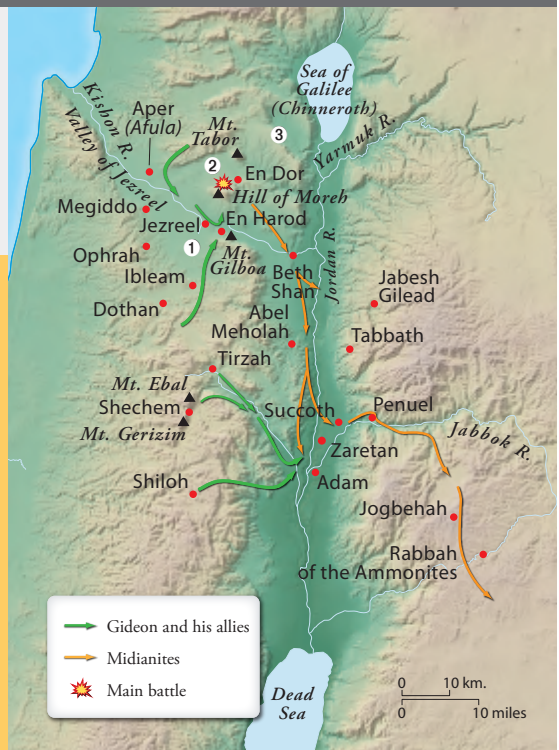 Sea of
Galilee
(Chinneroth)
Kishon R.
Valley of Jezreel
Aper
(Afula)
Mt.
Tabor
3
Yarmuk R.
2
En Dor
Hill of Moreh
Megiddo
Jezreel
En Harod
Ophrah
1
Mt.
Gilboa
Ibleam
Beth
Shan
Jordan R.
Jabesh
Gilead
Dothan
Abel
Meholah
Tabbath
Tirzah
Mt. Ebal
Shechem
Mt. Gerizim
Succoth
Penuel
Jabbok R.
Zaretan
Shiloh
Adam
Jogbehah
Rabbah
of the Ammonites
Gideon and his allies
Midianites
Main battle
Dead
Sea
0 10 km.
0 10 miles